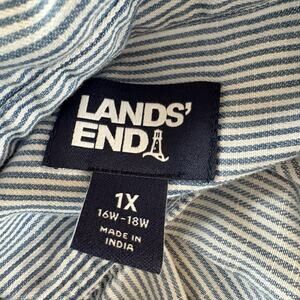 LANDS'
END
1X
16W-18W
MADE IN
INDIA